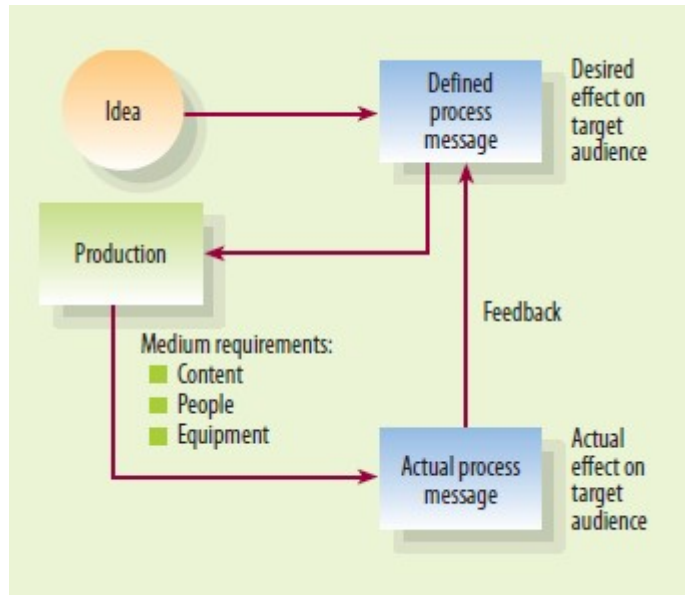 Idea
Defined
process
message
Desired
effect on
target
audience
Production
Feedback
Medium requirements:
Content
People
Equipment
Actual process
message
Actual
effect on
target
audience